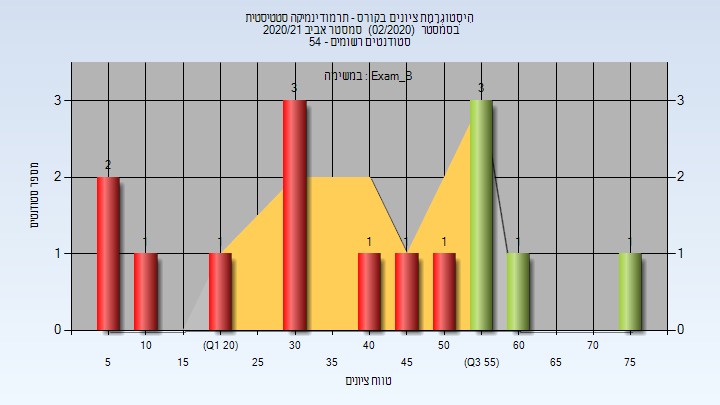 היסטוגרמת ציונים בקורס - תרמודינמיקה סטטיסטית
בסמסטר (02/2020) סמסטר אביב 2020/21
סטודנטים רשומים - 54
במשימה : Exam_B
3 3
3 3
2
2 2
1 1 1 1 1 1 1
1 1
0 0
מספר סטודנטים
10 (Q1 20) 30 40 50 60 70
5 15 25 35 45 (Q3 55) 65 75
טווח ציונים